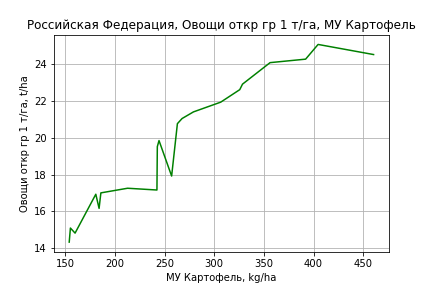 Российская Федерация, Овощи откр гр 1 т/га, МУ Картофель
Овощи откр гр 1 т/га, t/ha
24
22
20
18
16
14
150 200 250 300 350 400 450
МУ Картофель, kg/ha